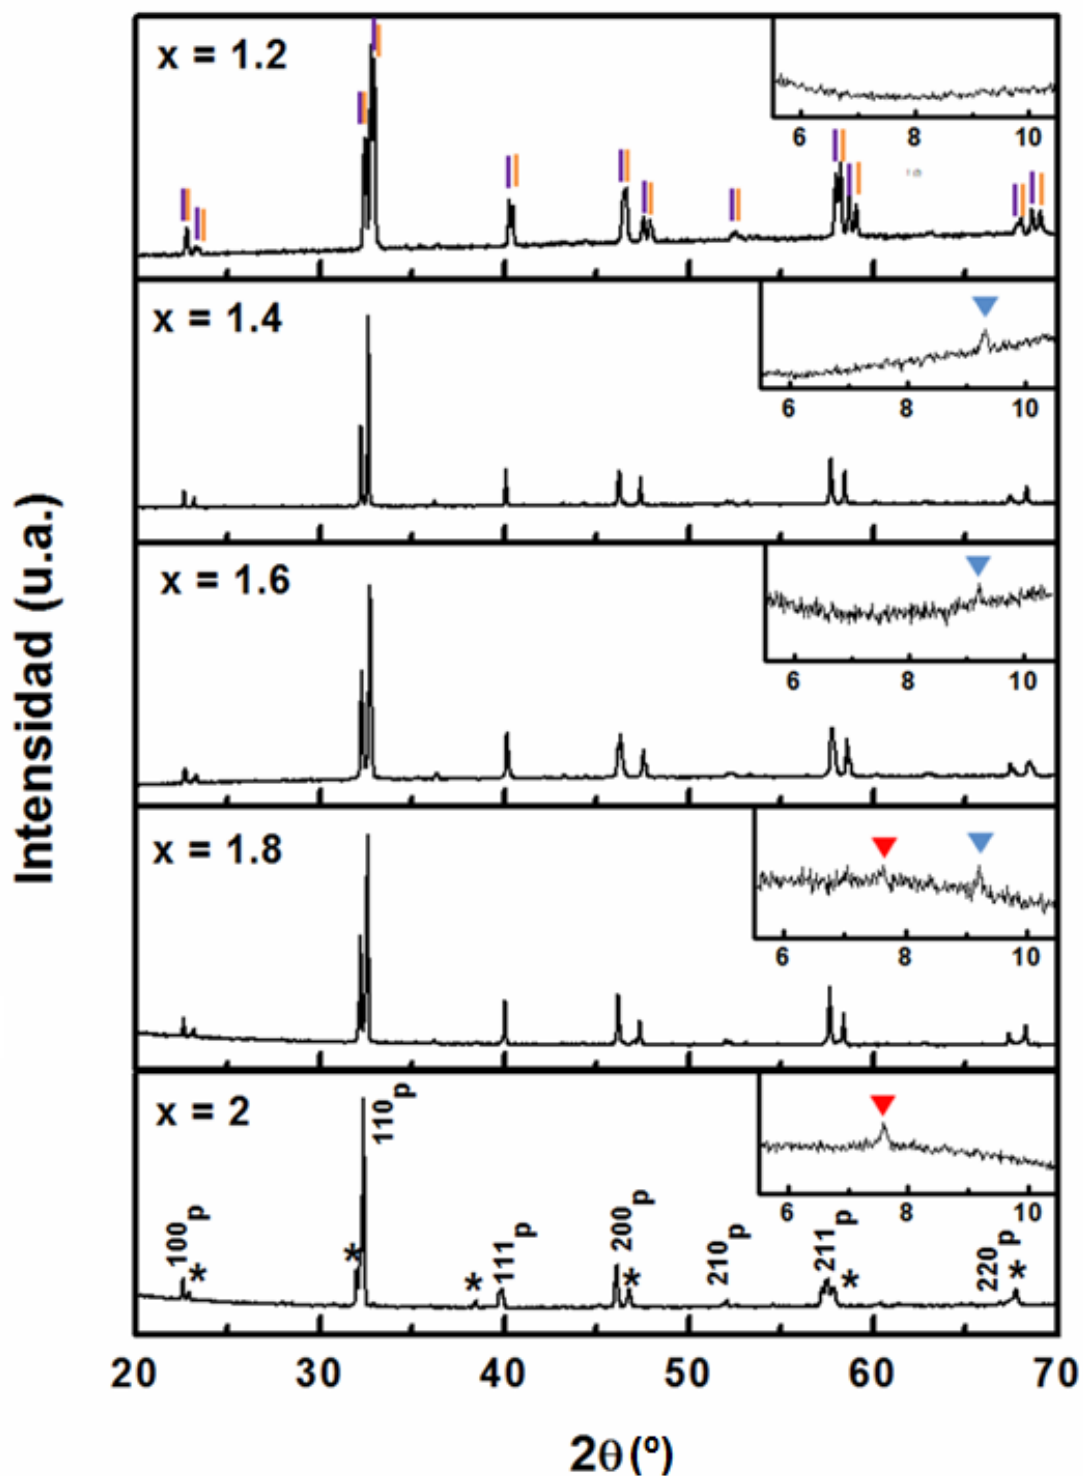 x = 1.2
6 8 10
x = 1.4
6 8 10
x = 1.6
6 8 10
x = 1.8
6 8 10
x = 2
6 8 10
100p
*
*
110p
*
111p
200p
*
210p
211p
*
220p
*
Intensidad (u.a.)
20 30 40 50 60 70
2θ (º)